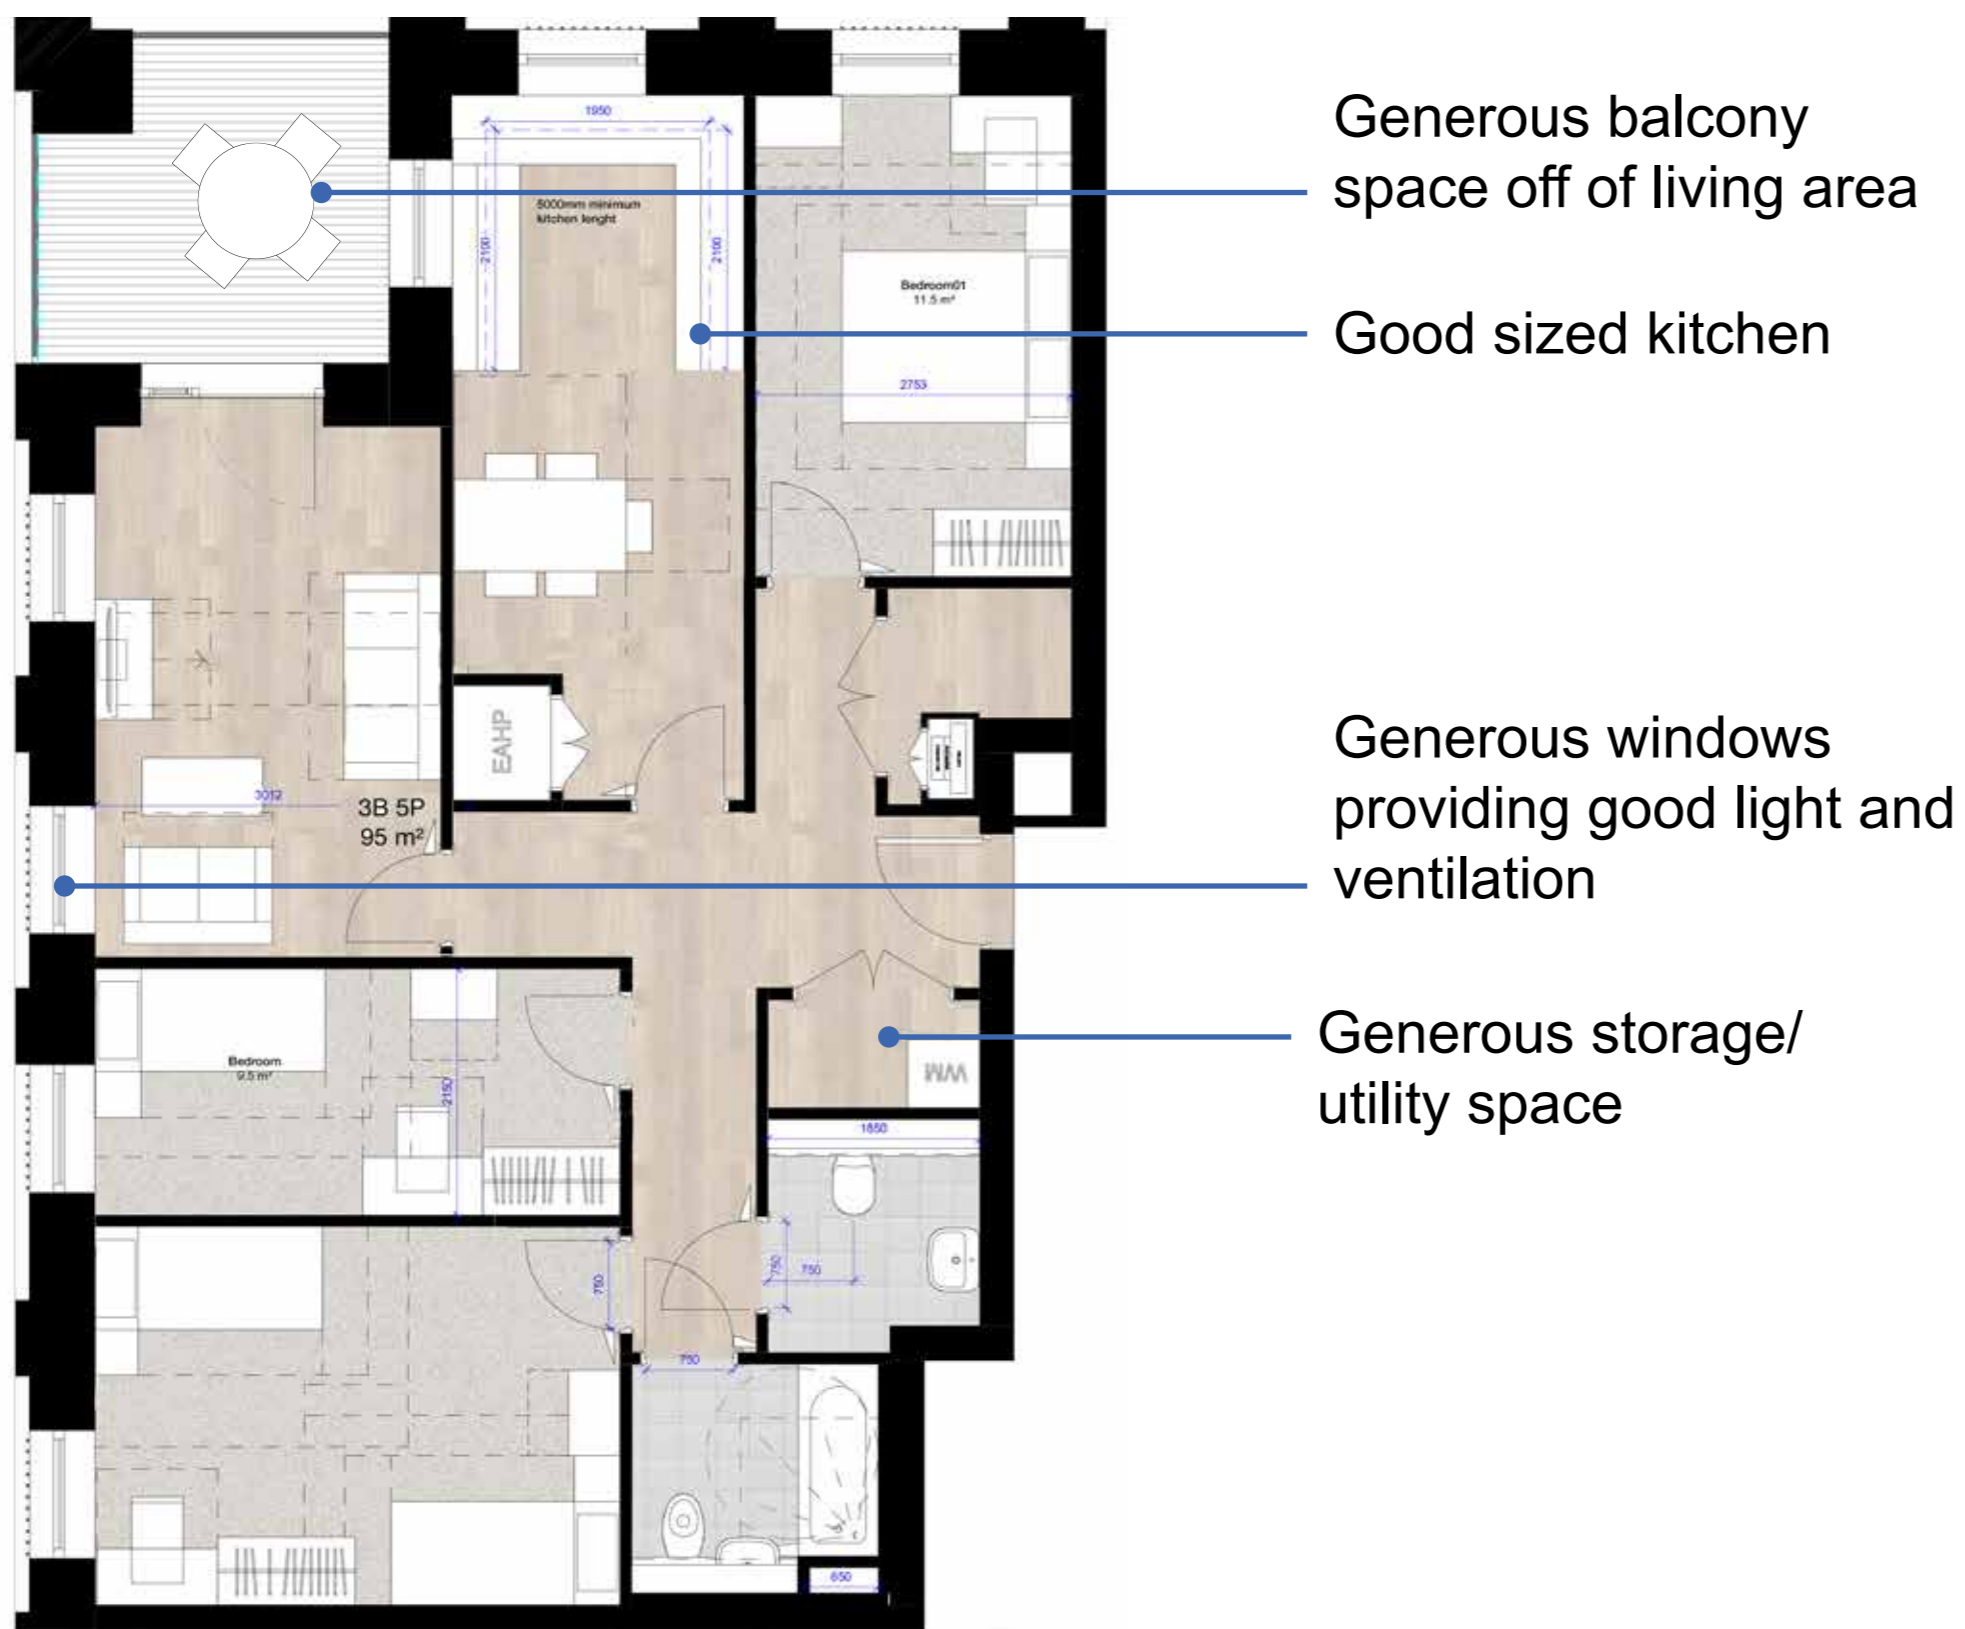 Generous balcony
space off of living area
Good sized kitchen
Generous windows
providing good light and
ventilation
Generous storage/
utility space
1950
6000mm minimum
kitchen lenght
2100
2100
Bedroom01
11.5 m²
2753
EAHP
3012
3B 5P
95 m²
Bedroom
9.5 m²
2150
WM
1850
750
750
750
750
650